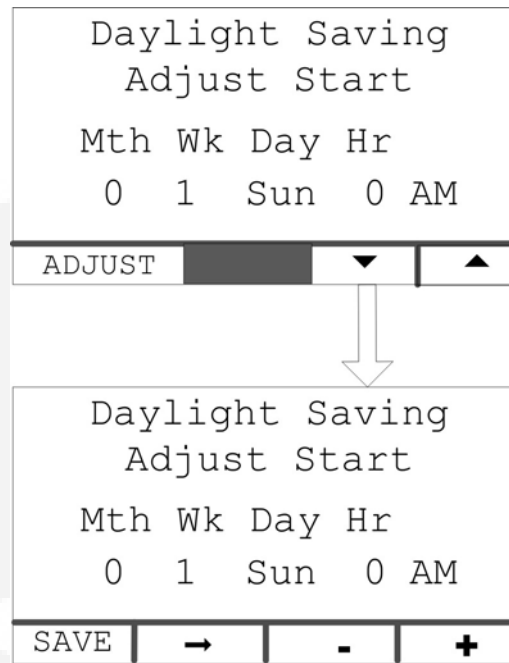 Daylight Saving
Adjust Start
Mth Wk Day Hr
0 1 Sun 0 AM
ADJUST ▼ ▲
Daylight Saving
Adjust Start
Mth Wk Day Hr
0 1 Sun 0 AM
SAVE → - +